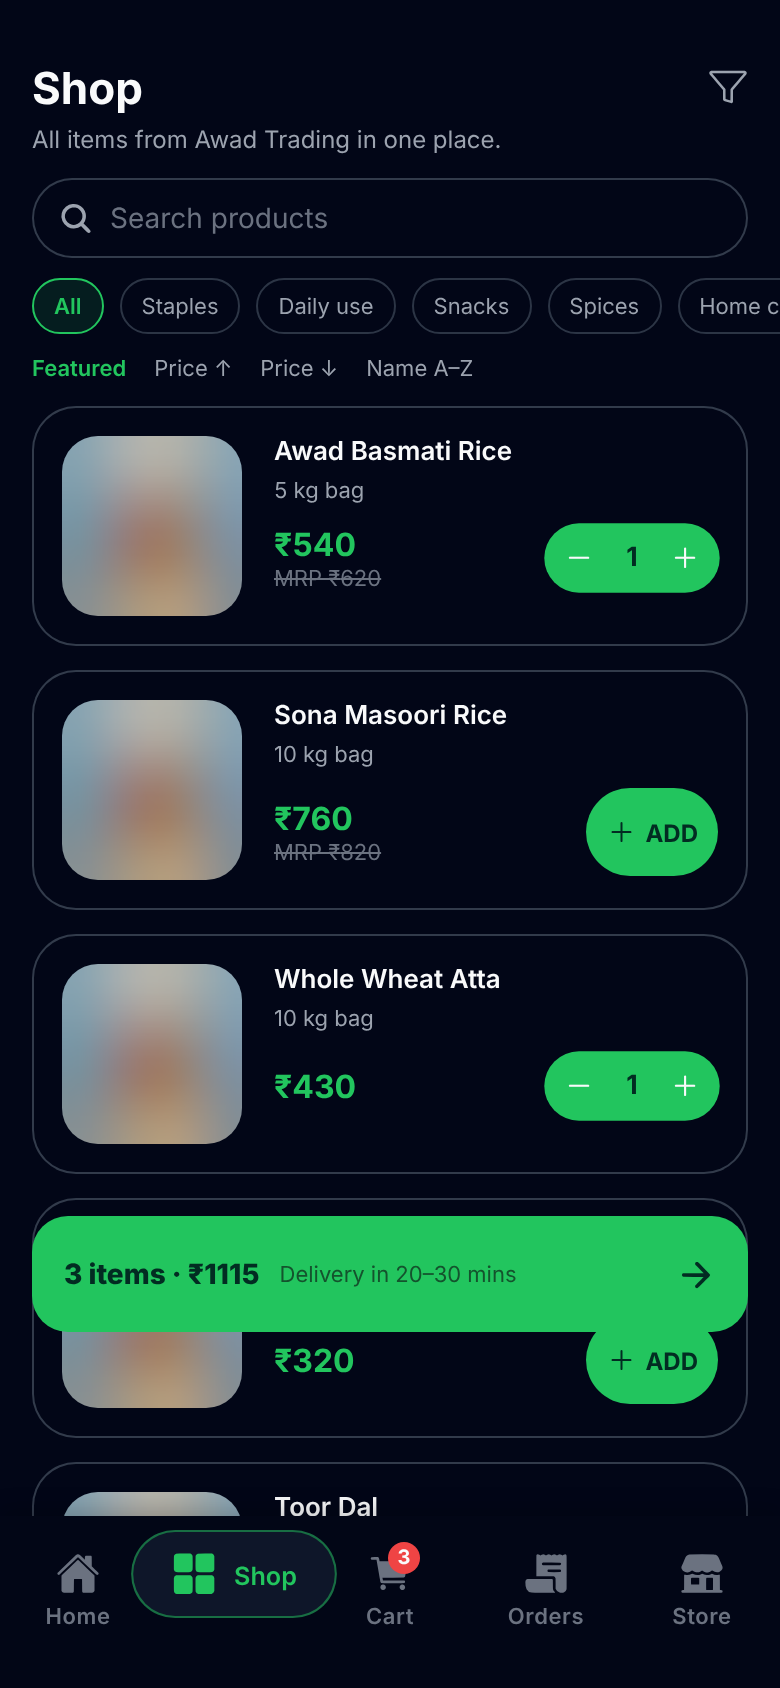 Shop
All items from Awad Trading in one place.
Search products
All Staples Daily use Snacks Spices Home c
Featured Price ↑ Price ↓ Name A–Z
Awad Basmati Rice
5 kg bag
₹540
MRP ₹620
− 1 +
Sona Masoori Rice
10 kg bag
₹760
MRP ₹820
+ ADD
Whole Wheat Atta
10 kg bag
₹430
− 1 +
3 items · ₹1115 Delivery in 20–30 mins →
₹320
+ ADD
Toor Dal
3
Home Shop Cart Orders Store